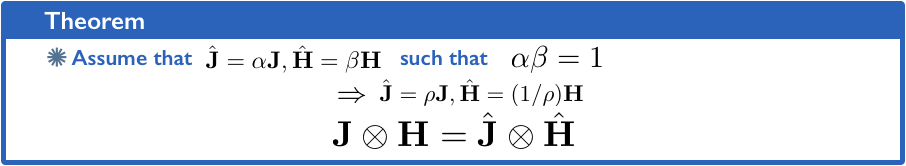 Theorem
✷ Assume that Ĵ = αJ, Ĥ = βH such that αβ = 1
⇒ Ĵ = ρJ, Ĥ = (1/ρ)H
J ⊗ H = Ĵ ⊗ Ĥ